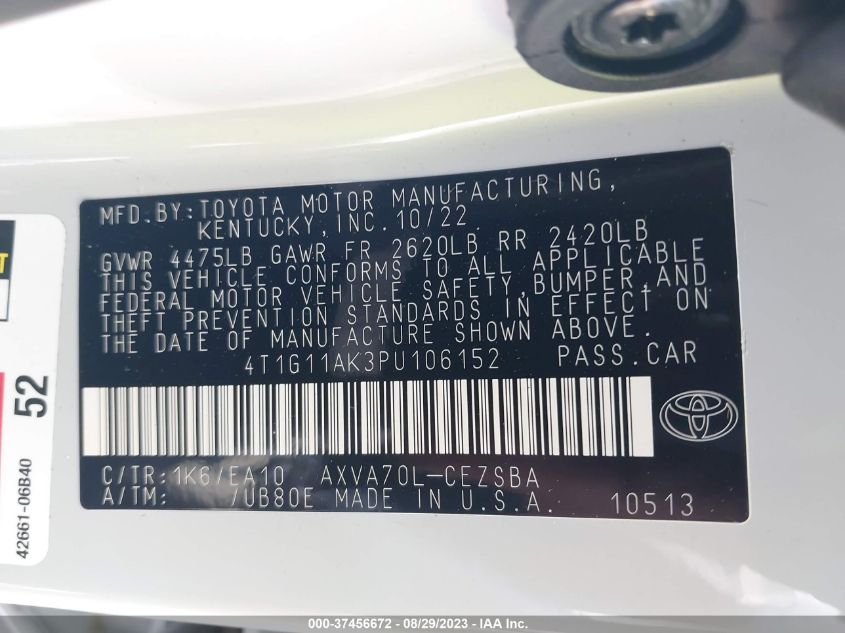 MFD. BY: TOYOTA MOTOR MANUFACTURING,
KENTUCKY, INC. 10/22
GVWR 4475LB GAWR FR 2620LB RR 2420LB
THIS VEHICLE CONFORMS TO ALL APPLICABLE
FEDERAL MOTOR VEHICLE SAFETY, BUMPER, AND
THEFT PREVENTION STANDARDS IN EFFECT ON
THE DATE OF MANUFACTURE SHOWN ABOVE.
4T1G11AK3PU106152 PASS.CAR
C/TR: 1K6/EA10 AXVA70L-CEZSBA
A/TM: /UB80E MADE IN U.S.A. 10513
52
42661-06B40
000-37456672 - 08/29/2023 - IAA Inc.